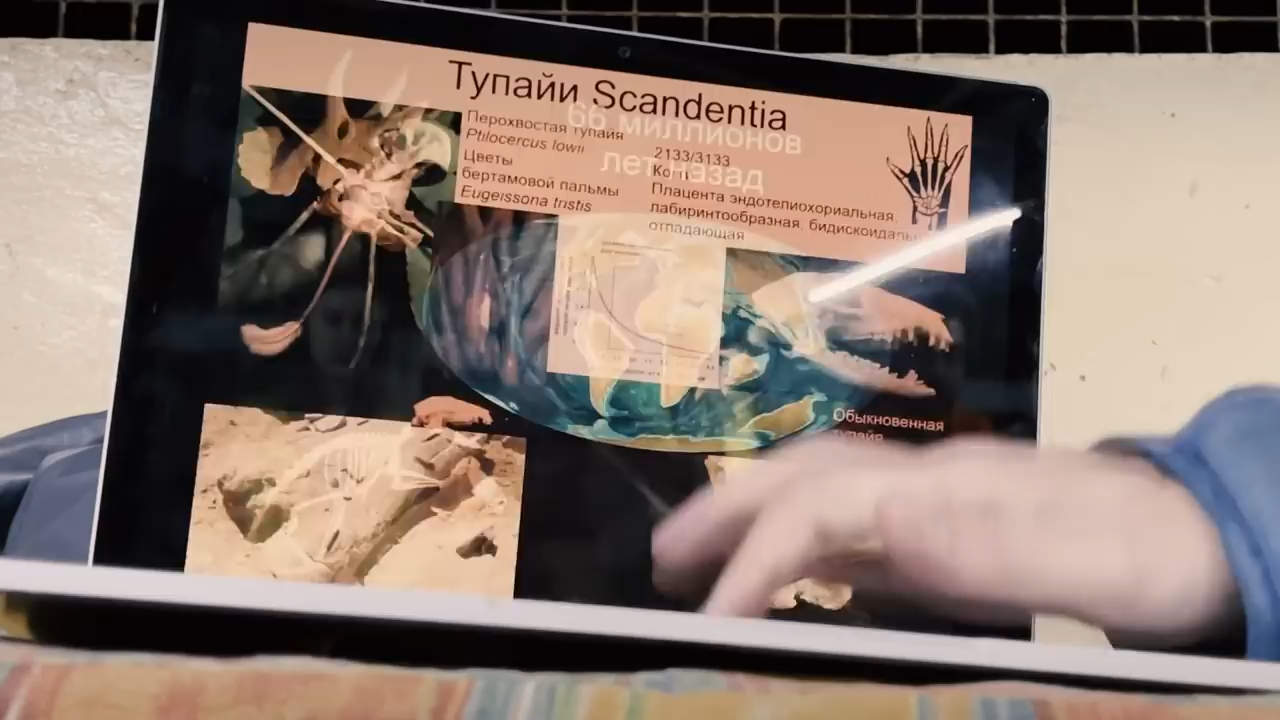 Тупайи Scandentia
66 миллионов
лет назад
Перохвостая тупайя
Ptilocercus lowii
Цветы
бертамовой пальмы
Eugeissona tristis
2133/3133
Плацента эндотелиохориальная,
лабиринтообразная, бидискоидальная
отпадающая
Обыкновенная
тупайя